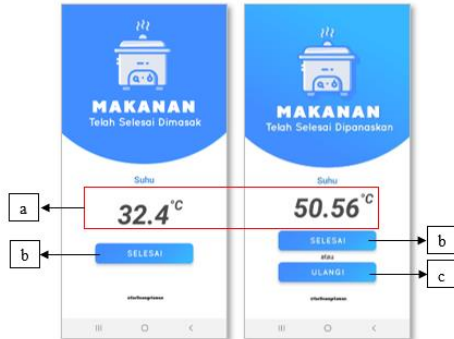 MAKANAN
Telah Selesai Dimasak
Suhu
32.4°C
SELESAI
MAKANAN
Telah Selesai Dipanaskan
Suhu
50.56°C
SELESAI
atau
ULANGI
a
b
b
c